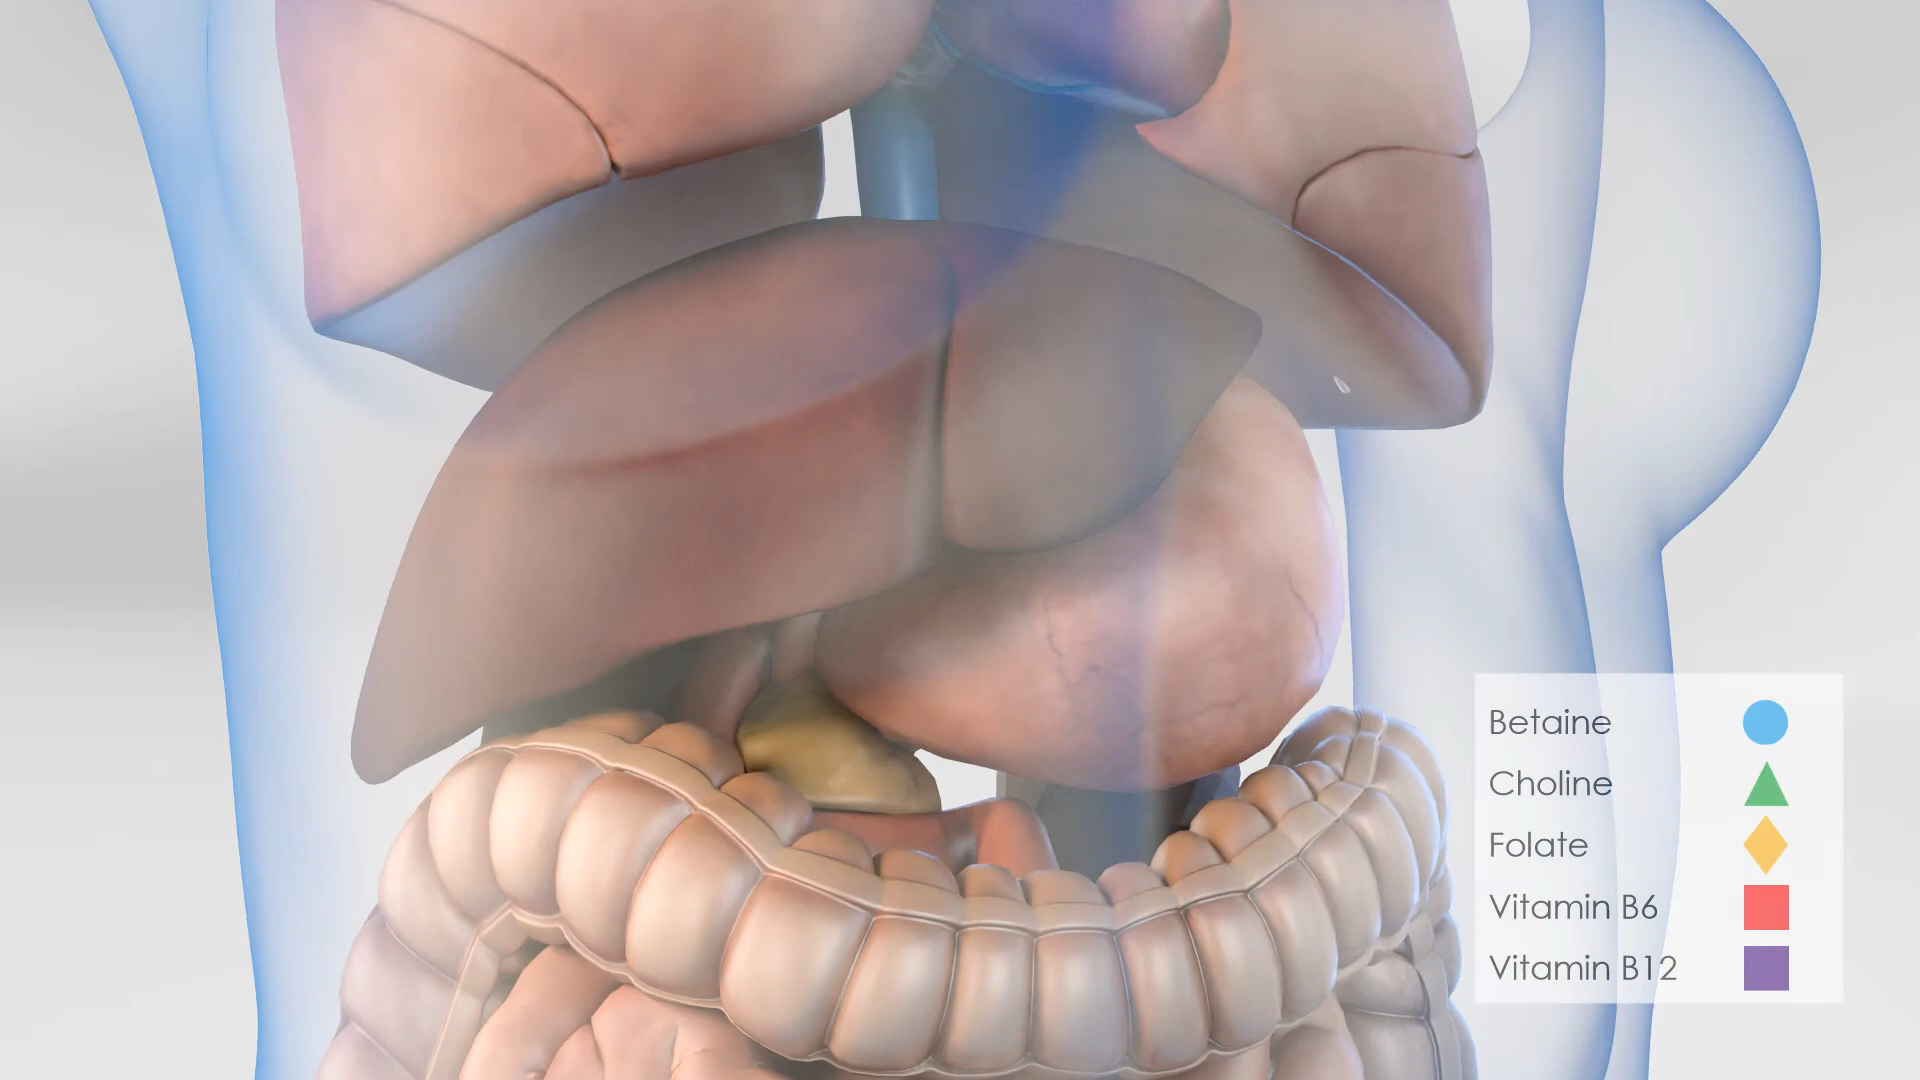 Betaine
Choline
Folate
Vitamin B6
Vitamin B12